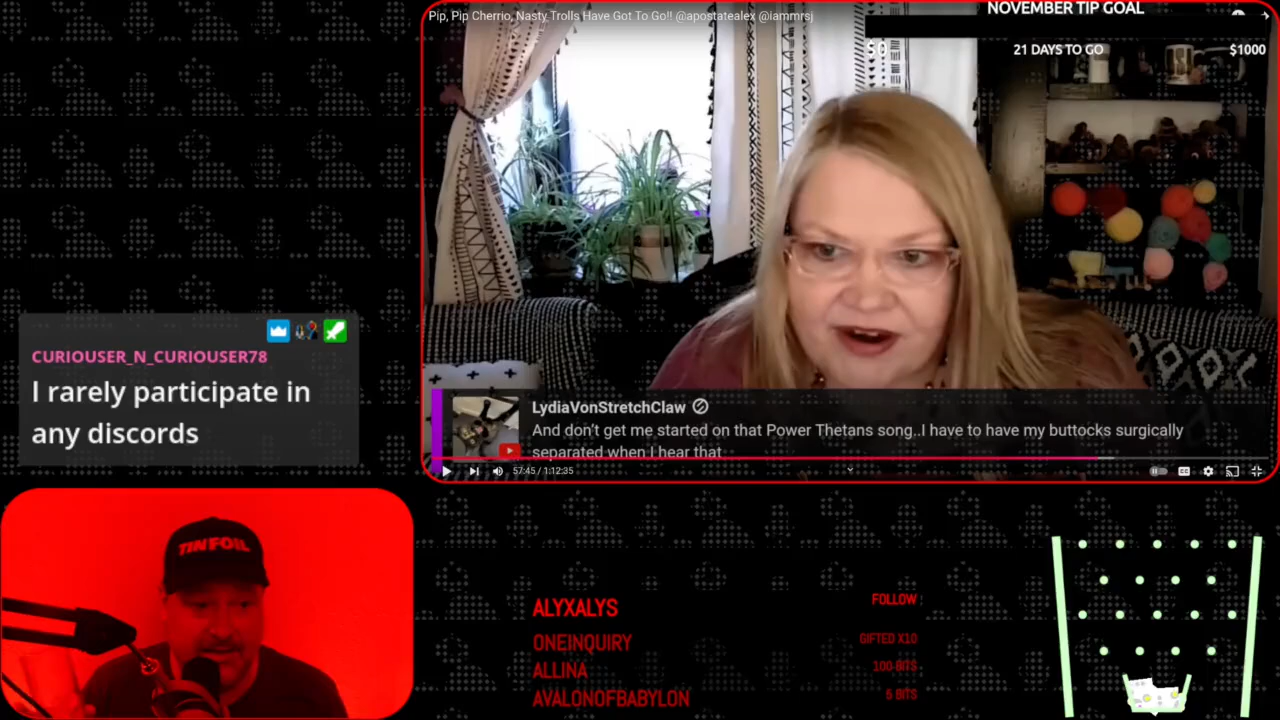 Pip, Pip Cherrio, Nasty Trolls Have Got To Go!! @apostatealex @iammrsj
NOVEMBER TIP GOAL
$0
21 DAYS TO GO
$1000
CURIOUSER_N_CURIOUSER78
I rarely participate in
any discords
LydiaVonStretchClaw
And don't get me started on that Power Thetans song..I have to have my buttocks surgically
separated when I hear that
57:45 / 1:12:35
TINFOIL
ALYXALYS
FOLLOW
ONEINQUIRY
GIFTED X10
ALLINA
100 BITS
AVALONOFBABYLON
5 BITS